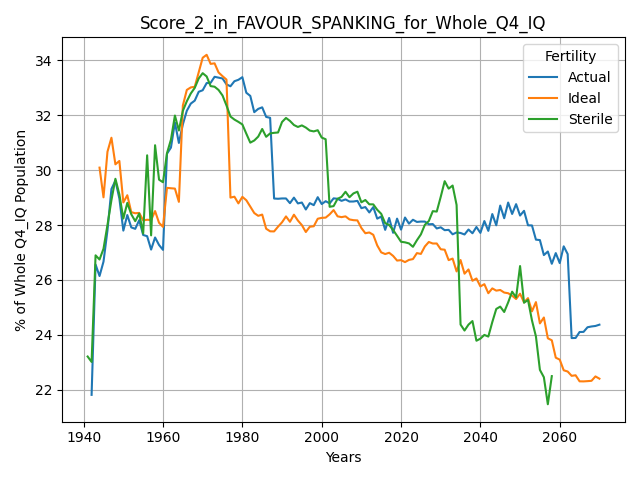 Score_2_in_FAVOUR_SPANKING_for_Whole_Q4_IQ
Fertility
Actual
Ideal
Sterile
% of Whole Q4_IQ Population
34
32
30
28
26
24
22
1940
1960
1980
2000
2020
2040
2060
Years